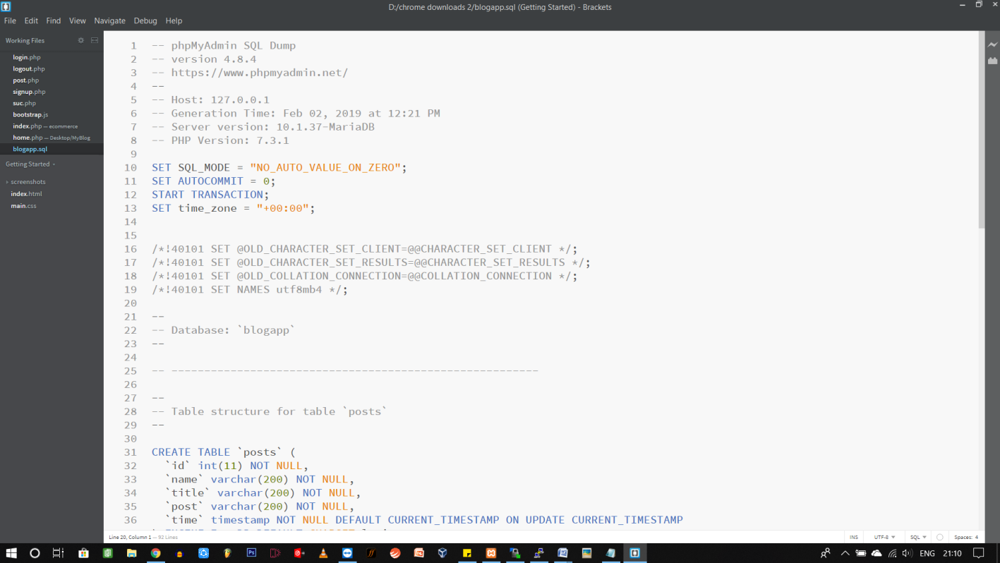 D:/chrome downloads 2/blogapp.sql (Getting Started) - Brackets
File Edit Find View Navigate Debug Help
Working Files
login.php
logout.php
post.php
signup.php
suc.php
bootstrap.js
index.php — ecommerce
home.php — Desktop/MyBlog
blogapp.sql
Getting Started
screenshots
index.html
main.css
1 -- phpMyAdmin SQL Dump
2 -- version 4.8.4
3 -- https://www.phpmyadmin.net/
4 --
5 -- Host: 127.0.0.1
6 -- Generation Time: Feb 02, 2019 at 12:21 PM
7 -- Server version: 10.1.37-MariaDB
8 -- PHP Version: 7.3.1
9
10 SET SQL_MODE = "NO_AUTO_VALUE_ON_ZERO";
11 SET AUTOCOMMIT = 0;
12 START TRANSACTION;
13 SET time_zone = "+00:00";
14
15
16 /*!40101 SET @OLD_CHARACTER_SET_CLIENT=@@CHARACTER_SET_CLIENT */;
17 /*!40101 SET @OLD_CHARACTER_SET_RESULTS=@@CHARACTER_SET_RESULTS */;
18 /*!40101 SET @OLD_COLLATION_CONNECTION=@@COLLATION_CONNECTION */;
19 /*!40101 SET NAMES utf8mb4 */;
20
21 --
22 -- Database: `blogapp`
23 --
24
25 -- --------------------------------------------------------
26
27 --
28 -- Table structure for table `posts`
29 --
30
31 CREATE TABLE `posts` (
32 `id` int(11) NOT NULL,
33 `name` varchar(200) NOT NULL,
34 `title` varchar(200) NOT NULL,
35 `post` varchar(200) NOT NULL,
36 `time` timestamp NOT NULL DEFAULT CURRENT_TIMESTAMP ON UPDATE CURRENT_TIMESTAMP
Line 20, Column 1 — 92 Lines
INS UTF-8 SQL Spaces: 4
Ps ff ENG 21:10